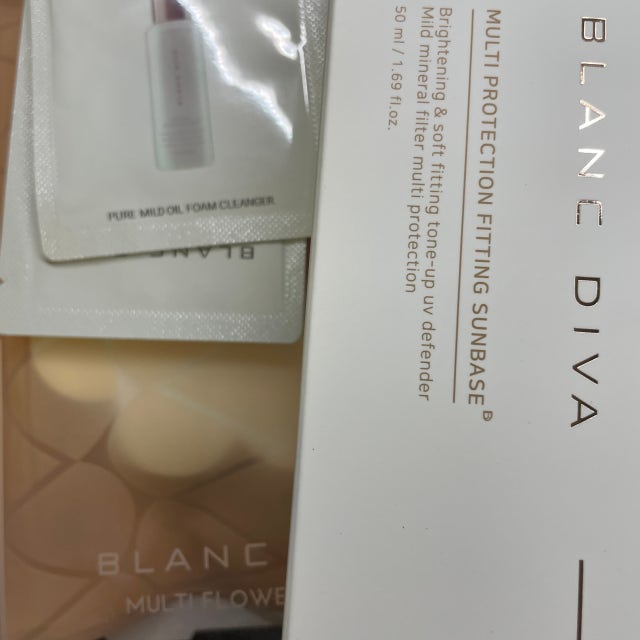 BLANC DIVA
MULTI PROTECTION FITTING SUNBASE
Brightening & soft fitting tone-up uv defender
Mild mineral filter multi protection
50 ml / 1.69 fl.oz.
PURE MILD OIL FOAM CLEANSER
BLANC
BLANC
MULTI FLOWE